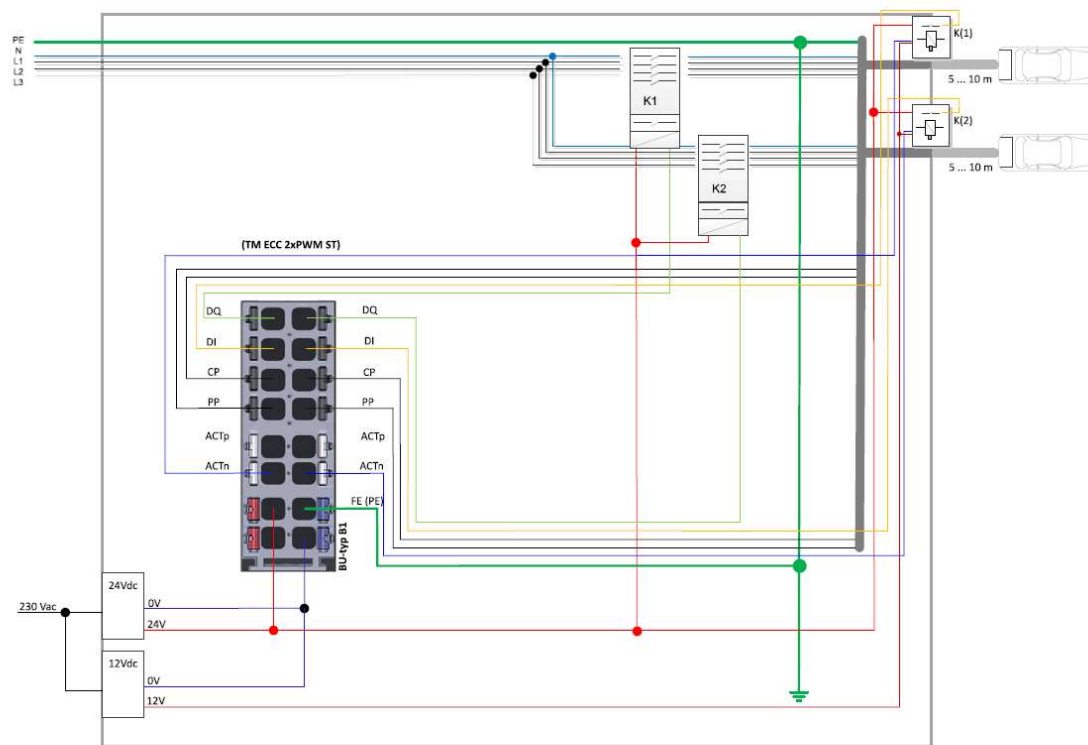 PE
N
L1
L2
L3
K1
K2
K(1)
5 ... 10 m
K(2)
5 ... 10 m
(TM ECC 2xPWM ST)
DQ DQ
DI DI
CP CP
PP PP
ACTp ACTp
ACTn ACTn
FE (PE)
BU-typ B1
230 Vac
24Vdc
0V
24V
12Vdc
0V
12V